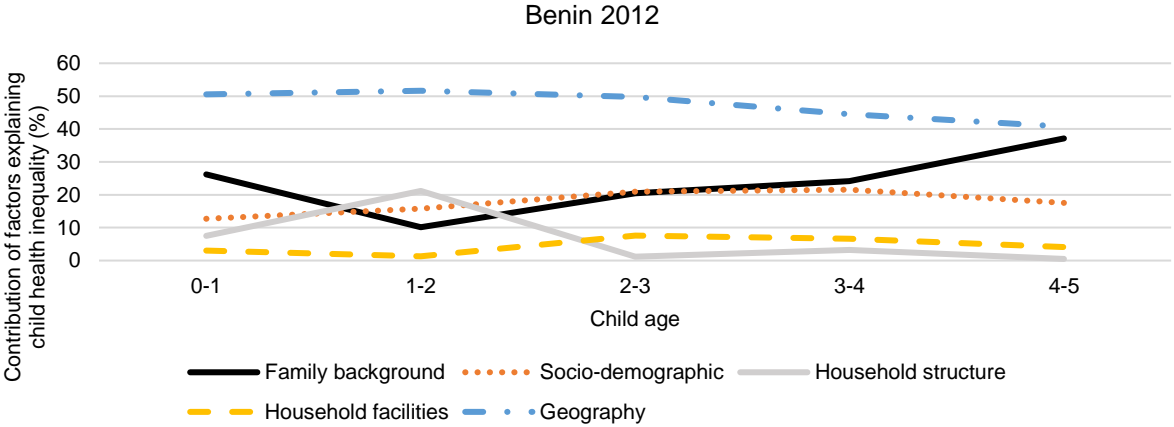 Benin 2012
Contribution of factors explaining
child health inequality (%)
60
50
40
30
20
10
0
0-1 1-2 2-3 3-4 4-5
Child age
Family background Socio-demographic Household structure
Household facilities Geography